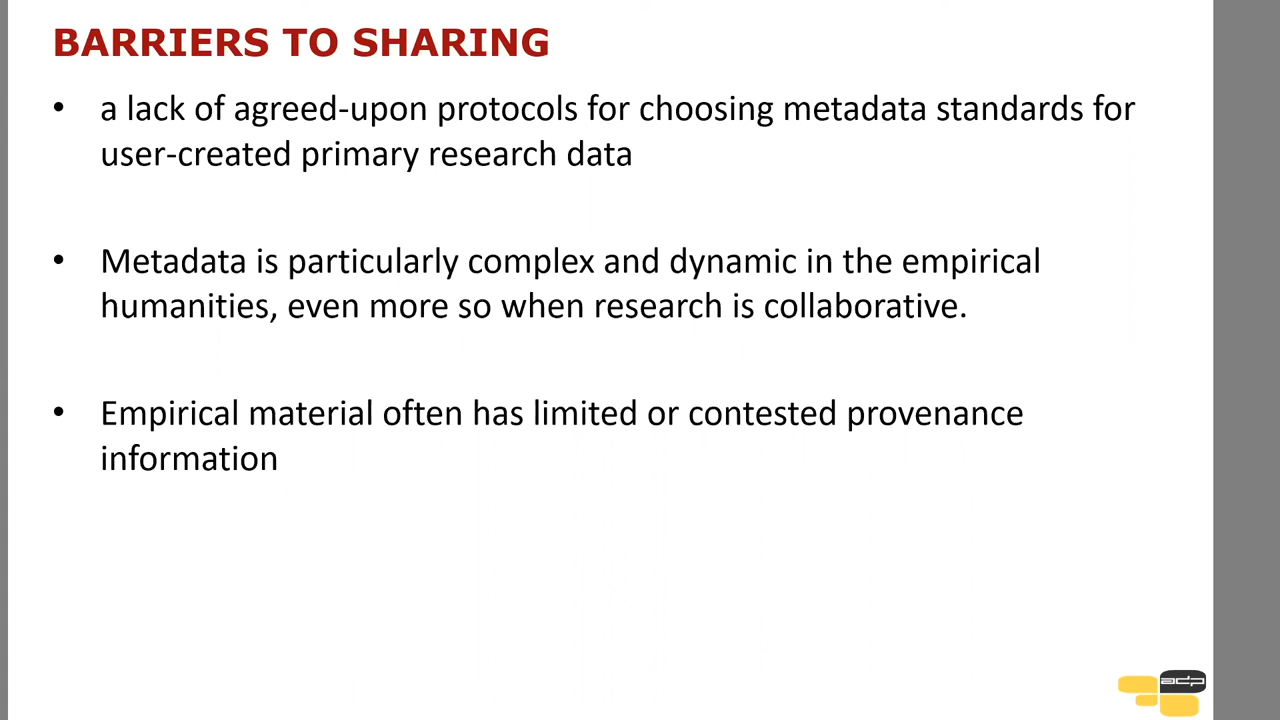 BARRIERS TO SHARING
• a lack of agreed-upon protocols for choosing metadata standards for
user-created primary research data
• Metadata is particularly complex and dynamic in the empirical
humanities, even more so when research is collaborative.
• Empirical material often has limited or contested provenance
information
adp